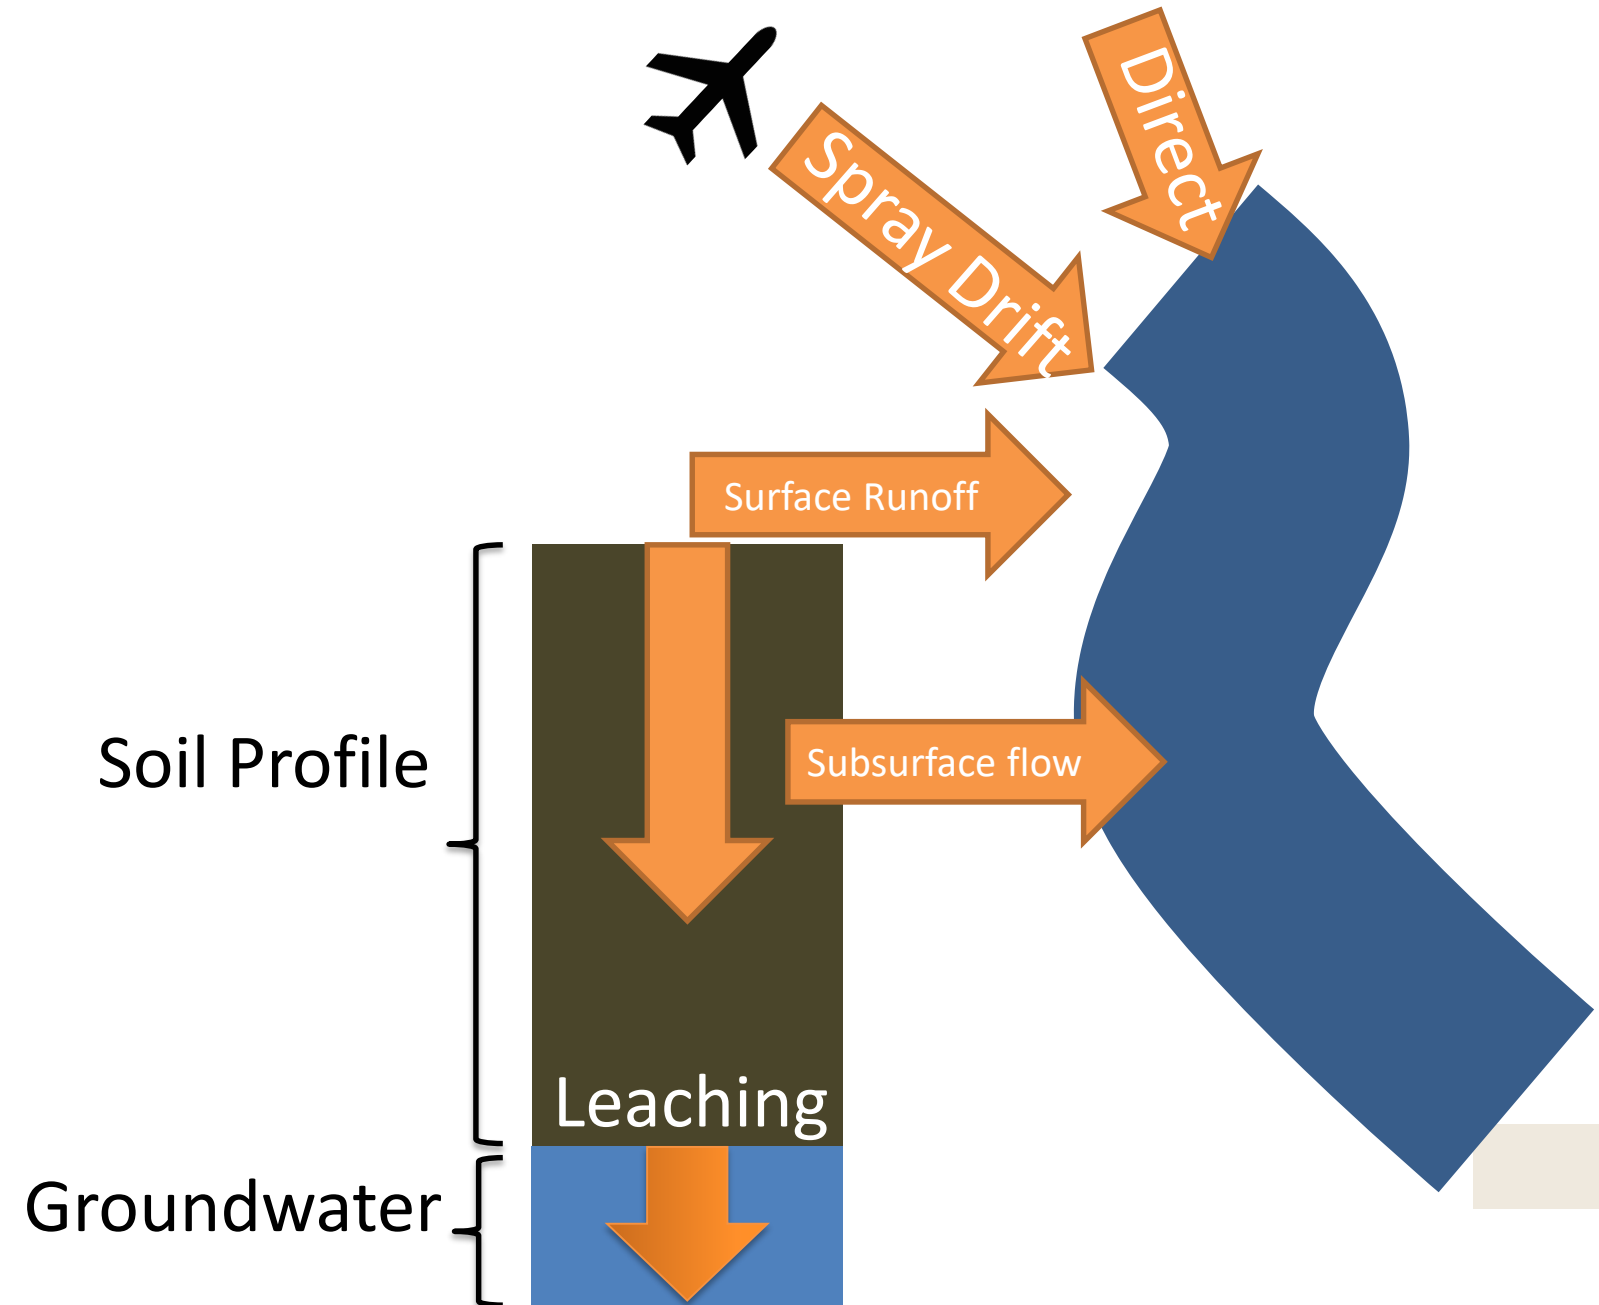 Direct
Spray Drift
Surface Runoff
Soil Profile
Subsurface flow
Leaching
Groundwater